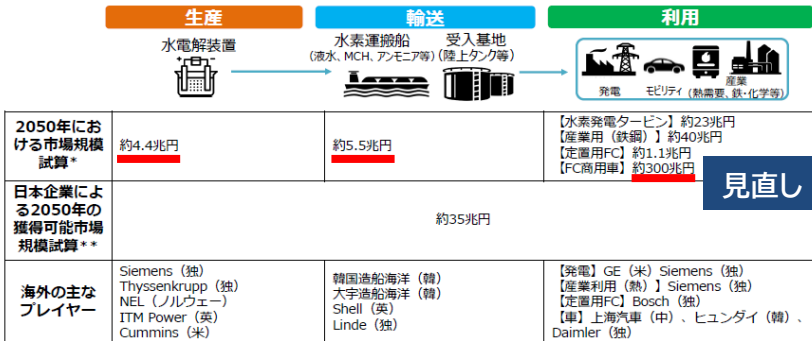 生産
輸送
利用
水電解装置
水素運搬船
(液水、MCH、アンモニア等)
受入基地
(陸上タンク等)
発電
モビリティ
産業
(熱需要、鉄・化学等)
2050年にお
ける市場規模
試算*
約4.4兆円
約5.5兆円
【水素発電タービン】約23兆円
【産業用（鉄鋼）】約40兆円
【定置用FC】約1.1兆円
【FC商用車】約300兆円
見直し
日本企業によ
る2050年の
獲得可能市場
規模試算**
約35兆円
海外の主な
プレイヤー
Siemens（独）
Thyssenkrupp（独）
NEL（ノルウェー）
ITM Power（英）
Cummins（米）
韓国造船海洋（韓）
大宇造船海洋（韓）
Shell（英）
Linde（独）
【発電】GE（米）Siemens（独）
【産業利用（熱）】Siemens（独）
【定置用FC】Bosch（独）
【車】上海汽車（中）、ヒュンダイ（韓）、
Daimler（独）